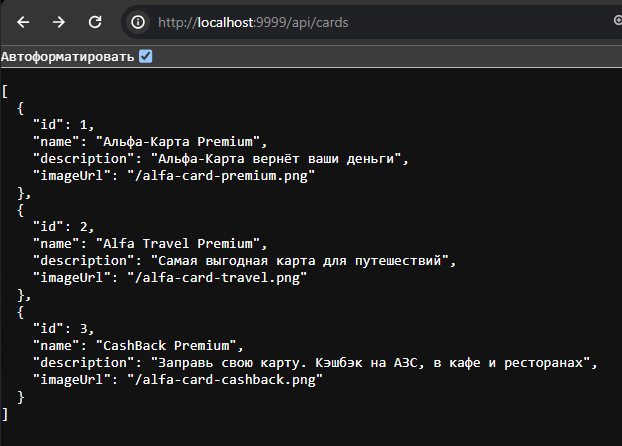 http://localhost:9999/api/cards
Автоформатировать
[
  {
    "id": 1,
    "name": "Альфа-Карта Premium",
    "description": "Альфа-Карта вернёт ваши деньги",
    "imageUrl": "/alfa-card-premium.png"
  },
  {
    "id": 2,
    "name": "Alfa Travel Premium",
    "description": "Самая выгодная карта для путешествий",
    "imageUrl": "/alfa-card-travel.png"
  },
  {
    "id": 3,
    "name": "CashBack Premium",
    "description": "Заправь свою карту. Кэшбэк на АЗС, в кафе и ресторанах",
    "imageUrl": "/alfa-card-cashback.png"
  }
]